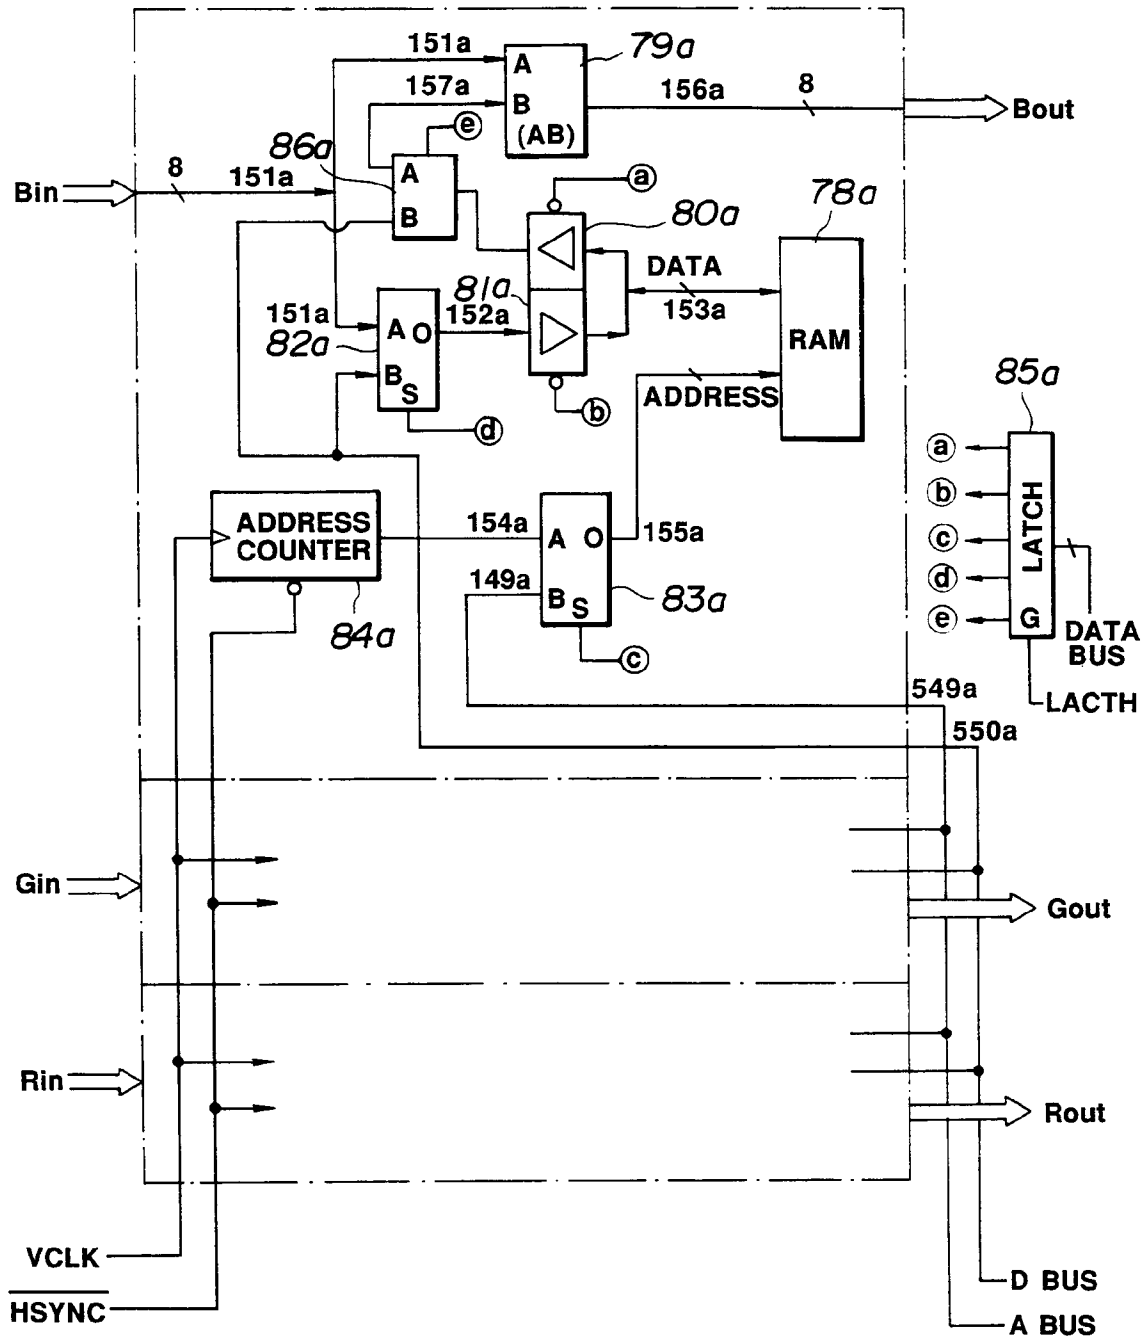 151a
79a
A
157a
B
156a
8
Bout
(AB)
e
86a
A
8
151a
Bin
B
a
80a
78a
DATA
81a
153a
151a
152a
82a
A O
RAM
B
S
ADDRESS
b
d
85a
a
b
c
d
e
LATCH
G
DATA
BUS
LACTH
ADDRESS
COUNTER
84a
154a
A O
155a
149a
B
S
83a
c
549a
550a
Gin
Gout
Rin
Rout
VCLK
HSYNC
D BUS
A BUS